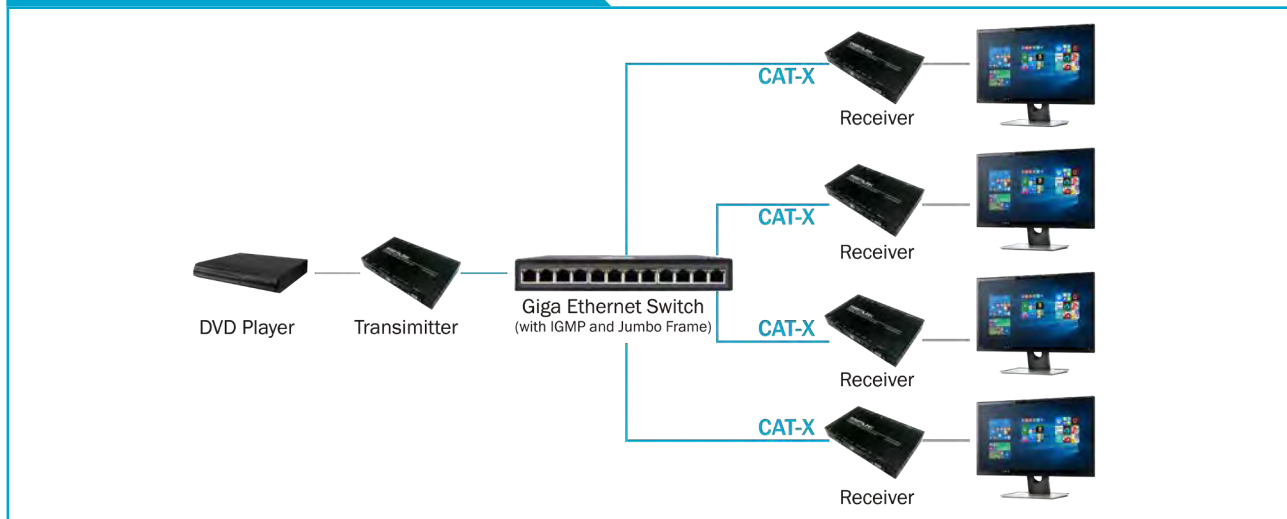 CAT-X
Receiver
CAT-X
Receiver
DVD Player
Transimitter
Giga Ethernet Switch
(with IGMP and Jumbo Frame)
CAT-X
Receiver
CAT-X
Receiver